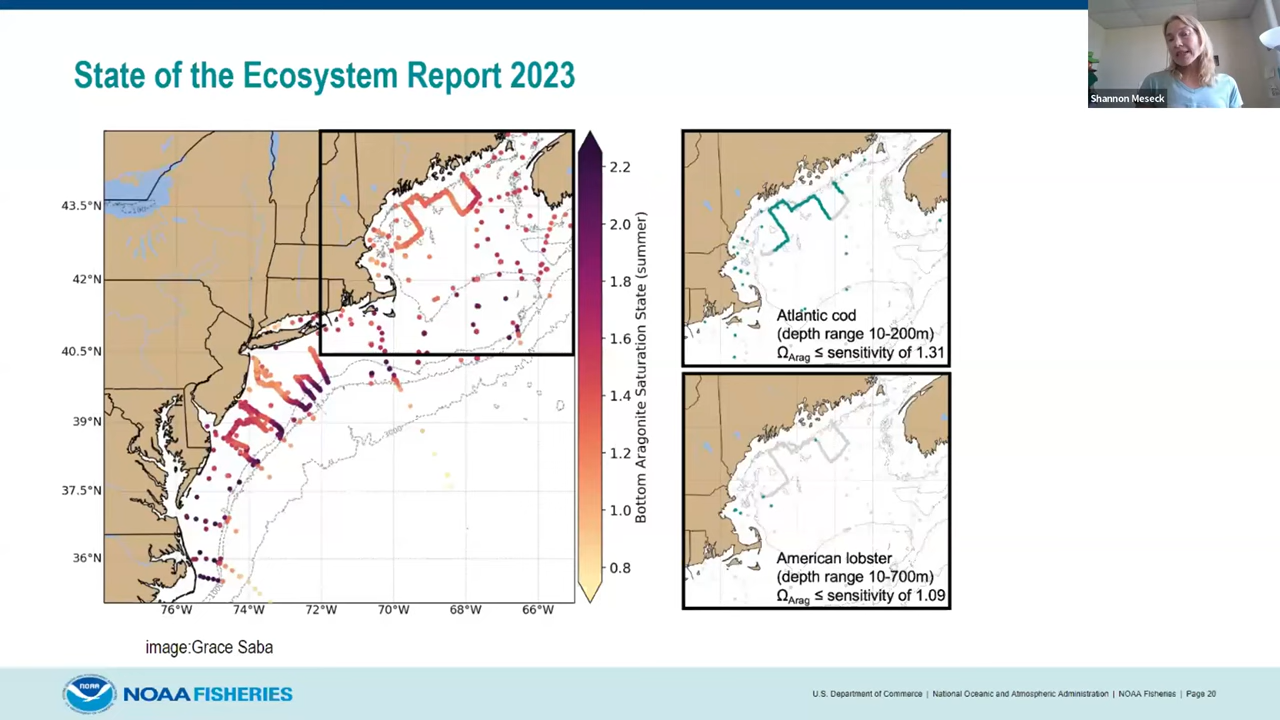 State of the Ecosystem Report 2023
Shannon Meseck
43.5°N
42°N
40.5°N
39°N
37.5°N
36°N
76°W
74°W
72°W
70°W
68°W
66°W
2.2
2.0
1.8
1.6
1.4
1.2
1.0
0.8
Bottom Aragonite Saturation State (summer)
Atlantic cod
(depth range 10-200m)
ΩArag ≤ sensitivity of 1.31
American lobster
(depth range 10-700m)
ΩArag ≤ sensitivity of 1.09
image:Grace Saba
NOAA
NOAA FISHERIES
U.S. Department of Commerce | National Oceanic and Atmospheric Administration | NOAA Fisheries | Page 20